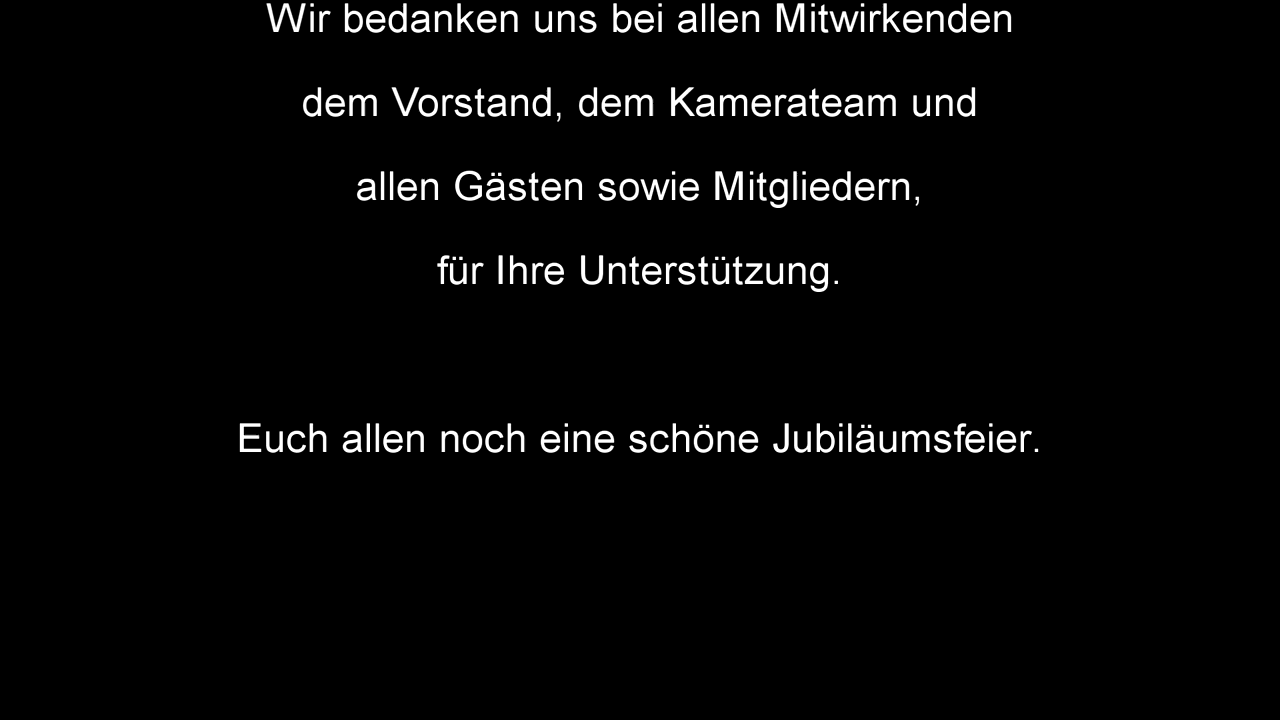 Wir bedanken uns bei allen Mitwirkenden
dem Vorstand, dem Kamerateam und
allen Gästen sowie Mitgliedern,
für Ihre Unterstützung.
Euch allen noch eine schöne Jubiläumsfeier.